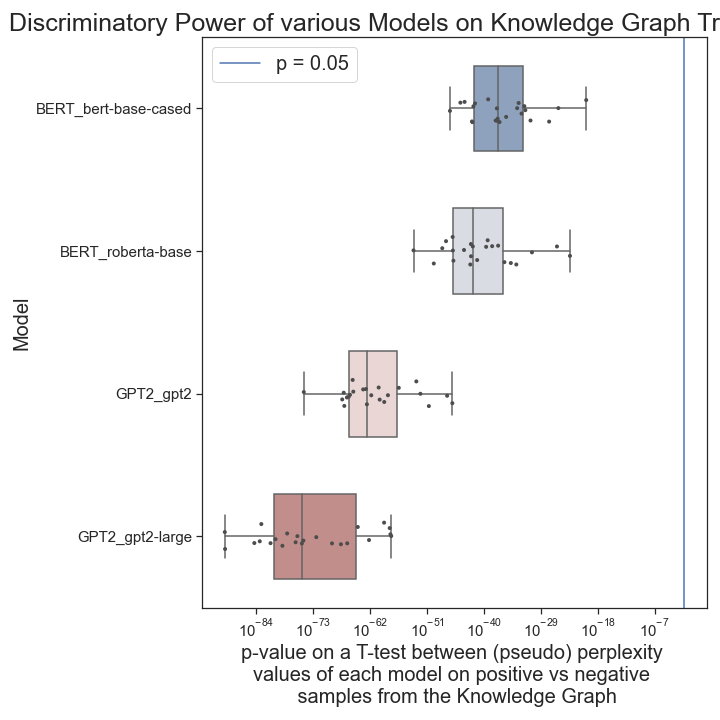 Discriminatory Power of various Models on Knowledge Graph Tr
p = 0.05
BERT_bert-base-cased
BERT_roberta-base
GPT2_gpt2
GPT2_gpt2-large
Model
10⁻⁸⁴ 10⁻⁷³ 10⁻⁶² 10⁻⁵¹ 10⁻⁴⁰ 10⁻²⁹ 10⁻¹⁸ 10⁻⁷
p-value on a T-test between (pseudo) perplexity
values of each model on positive vs negative
samples from the Knowledge Graph